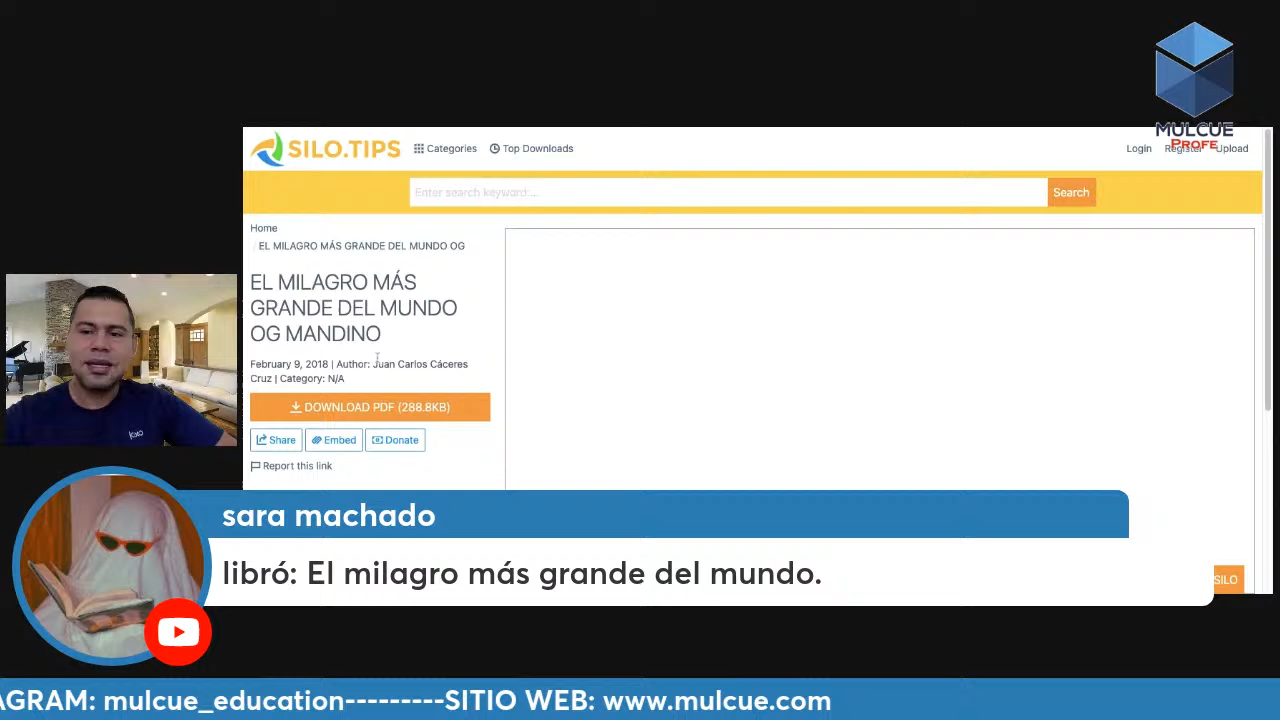 MULCUE
PROFE
SILO.TIPS
Categories
Top Downloads
Login
Register
Upload
Enter search keyword ...
Search
Home
/ EL MILAGRO MÁS GRANDE DEL MUNDO OG
EL MILAGRO MÁS
GRANDE DEL MUNDO
OG MANDINO
February 9, 2018 | Author: Juan Carlos Cáceres
Cruz | Category: N/A
DOWNLOAD PDF (288.8KB)
Share
Embed
Donate
Report this link
sara machado
libró: El milagro más grande del mundo.
SILO
AGRAM: mulcue_education---------SITIO WEB: www.mulcue.com